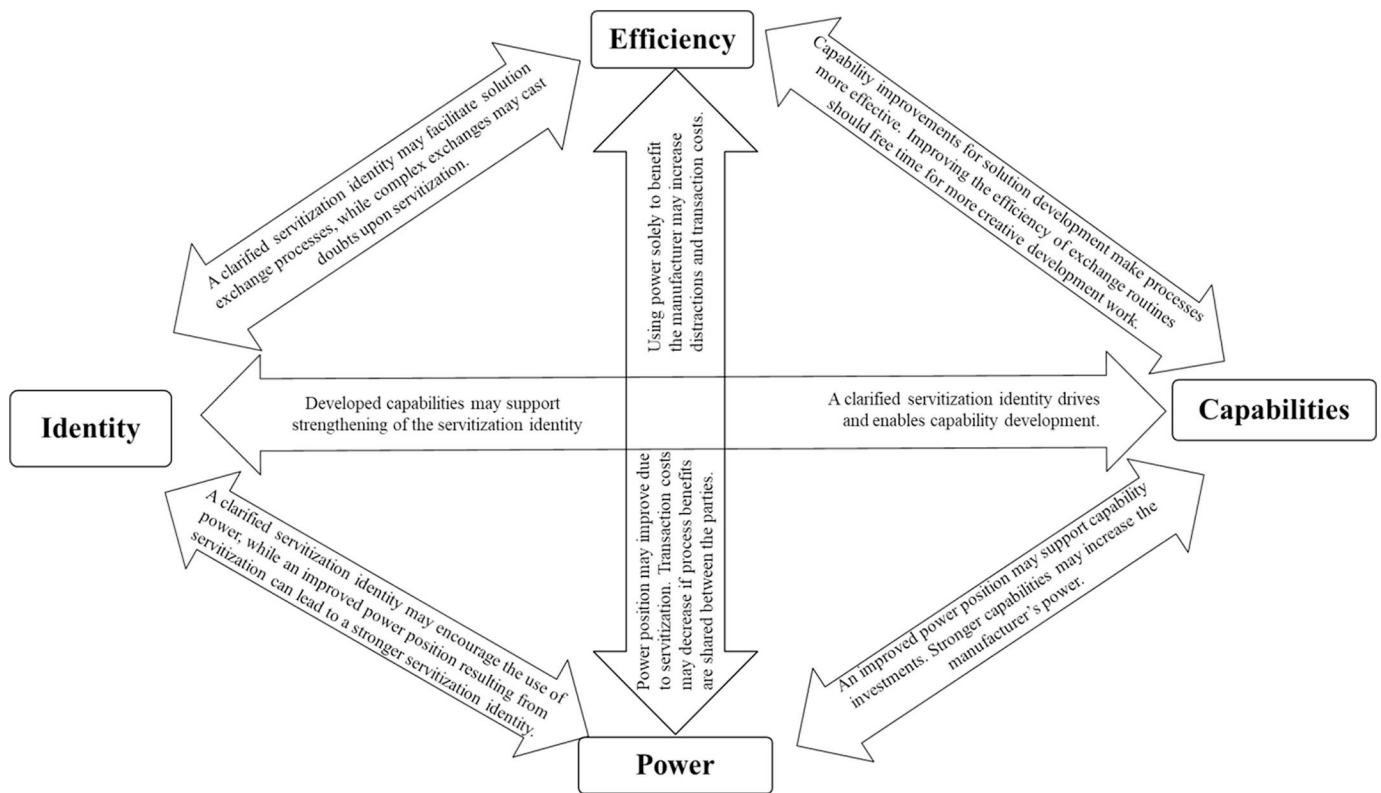 Efficiency
A clarified servitization identity may facilitate solution
exchange processes, while complex exchanges may cast
doubts upon servitization.
Using power solely to benefit
the manufacturer may increase
distractions and transaction costs.
Capability improvements for solution development make processes
more effective. Improving the efficiency of exchange routines
should free time for more creative development work.
Identity
Developed capabilities may support
strengthening of the servitization identity
A clarified servitization identity drives
and enables capability development.
Capabilities
A clarified servitization identity may encourage the use of
power, while an improved power position resulting from
servitization can lead to a stronger servitization identity.
Power position may improve due
to servitization. Transaction costs
may decrease if process benefits
are shared between the parties.
An improved power position may support capability
investments. Stronger capabilities may increase the
manufacturer’s power.
Power